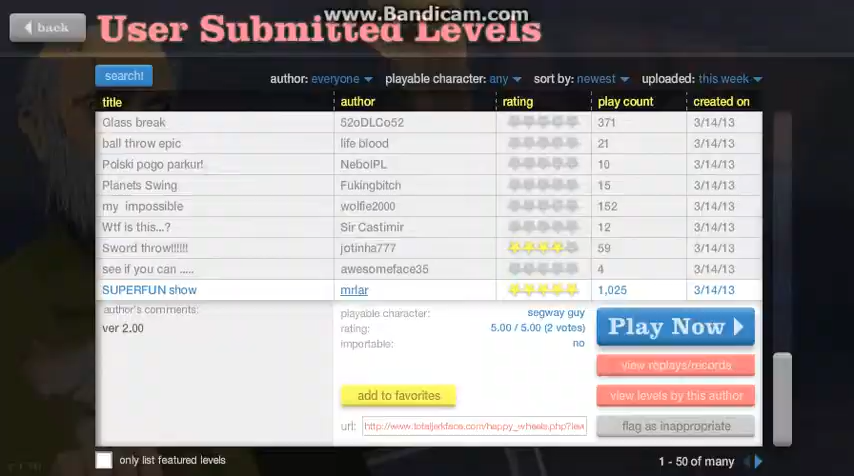 www.Bandicam.com
back
User Submitted Levels
search!
author: everyone playable character: any sort by: newest uploaded: this week
title author rating play count created on
Glass break 52oDLCo52 371 3/14/13
ball throw epic life blood 21 3/14/13
Polski pogo parkur! NeboIPL 10 3/14/13
Planets Swing Fukingbitch 15 3/14/13
my impossible wolfie2000 152 3/14/13
Wtf is this...? Sir Castimir 12 3/14/13
Sword throw!!!!!! jotinha777 59 3/14/13
see if you can ..... awesomeface35 4 3/14/13
SUPERFUN show mrlar 1,025 3/14/13
author's comments:
ver 2.00
playable character: segway guy
rating: 5.00 / 5.00 (2 votes)
importable: no
Play Now
view replays/records
add to favorites
view levels by this author
url: http://www.totaljerkface.com/happy_wheels.php?lev
flag as inappropriate
only list featured levels
1 - 50 of many